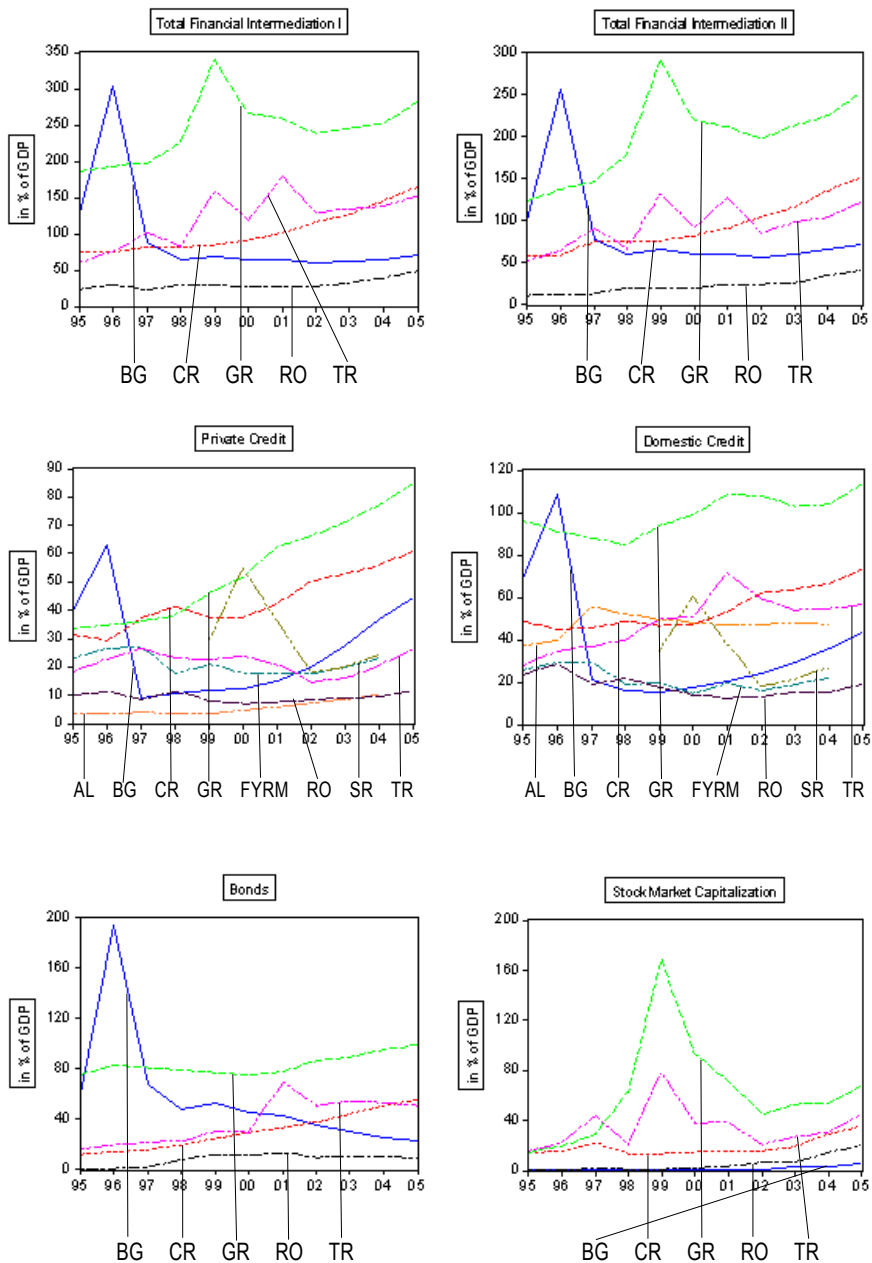 Total Financial Intermediation I
350
300
250
200
150
100
50
0
in % of GDP
95 96 97 98 99 00 01 02 03 04 05
BG CR GR RO TR
Total Financial Intermediation II
300
250
200
150
100
50
0
in % of GDP
95 96 97 98 99 00 01 02 03 04 05
BG CR GR RO TR
Private Credit
90
80
70
60
50
40
30
20
10
0
in % of GDP
95 96 97 98 99 00 01 02 03 04 05
AL BG CR GR FYRM RO SR TR
Domestic Credit
120
100
80
60
40
20
0
in % of GDP
95 96 97 98 99 00 01 02 03 04 05
AL BG CR GR FYRM RO SR TR
Bonds
200
160
120
80
40
0
in % of GDP
95 96 97 98 99 00 01 02 03 04 05
BG CR GR RO TR
Stock Market Capitalization
200
160
120
80
40
0
in % of GDP
95 96 97 98 99 00 01 02 03 04 05
BG CR GR RO TR